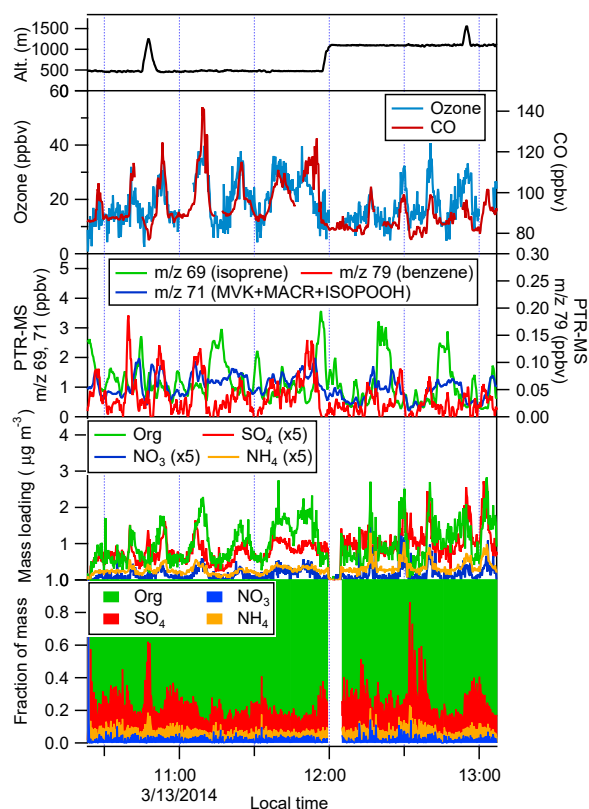 Alt. (m)
1500
1000
500
0
Ozone (ppbv)
60
40
20
0
Ozone
CO
CO (ppbv)
140
120
100
80
PTR-MS
m/z 69, 71 (ppbv)
5
4
3
2
1
0
m/z 69 (isoprene) m/z 79 (benzene)
m/z 71 (MVK+MACR+ISOPOOH)
PTR-MS
m/z 79 (ppbv)
0.30
0.25
0.20
0.15
0.10
0.05
0.00
Mass loading ( µg m⁻³)
4
3
2
1
0
Org SO₄ (x5)
NO₃ (x5) NH₄ (x5)
Fraction of mass
1.0
0.8
0.6
0.4
0.2
0.0
Org NO₃
SO₄ NH₄
11:00 12:00 13:00
3/13/2014 Local time